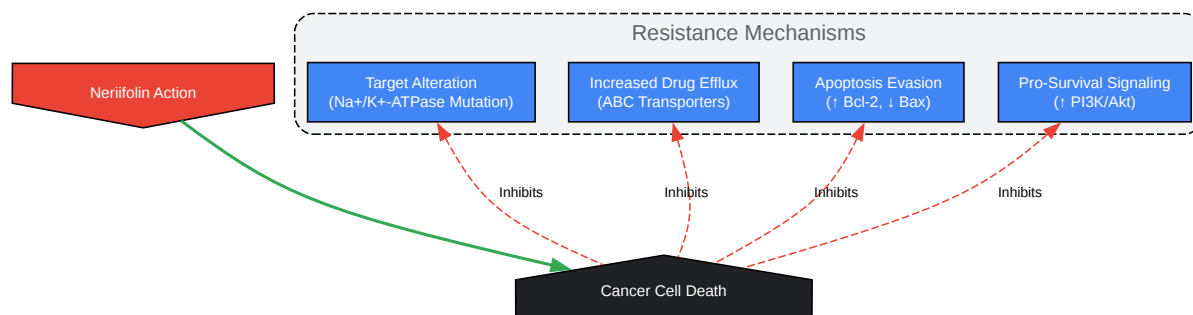 Resistance Mechanisms
Neriifolin Action
Target Alteration
(Na+/K+-ATPase Mutation)
Increased Drug Efflux
(ABC Transporters)
Apoptosis Evasion
(↑ Bcl-2, ↓ Bax)
Pro-Survival Signaling
(↑ PI3K/Akt)
Inhibits
Inhibits
Inhibits
Inhibits
Cancer Cell Death